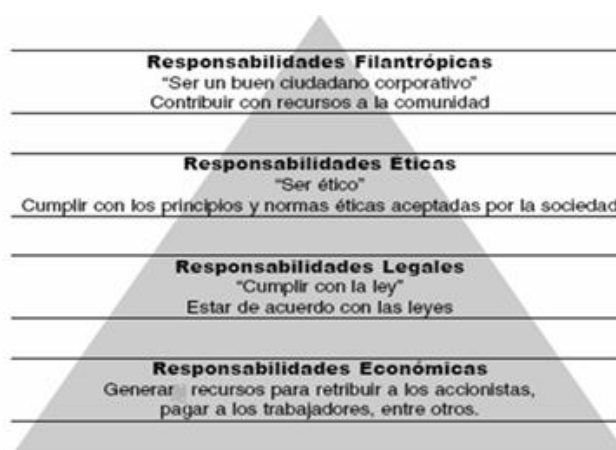 Responsabilidades Filantrópicas
“Ser un buen ciudadano corporativo”
Contribuir con recursos a la comunidad
Responsabilidades Éticas
“Ser ético”
Cumplir con los principios y normas éticas aceptadas por la sociedad
Responsabilidades Legales
“Cumplir con la ley”
Estar de acuerdo con las leyes
Responsabilidades Económicas
Generar recursos para retribuir a los accionistas,
pagar a los trabajadores, entre otros.